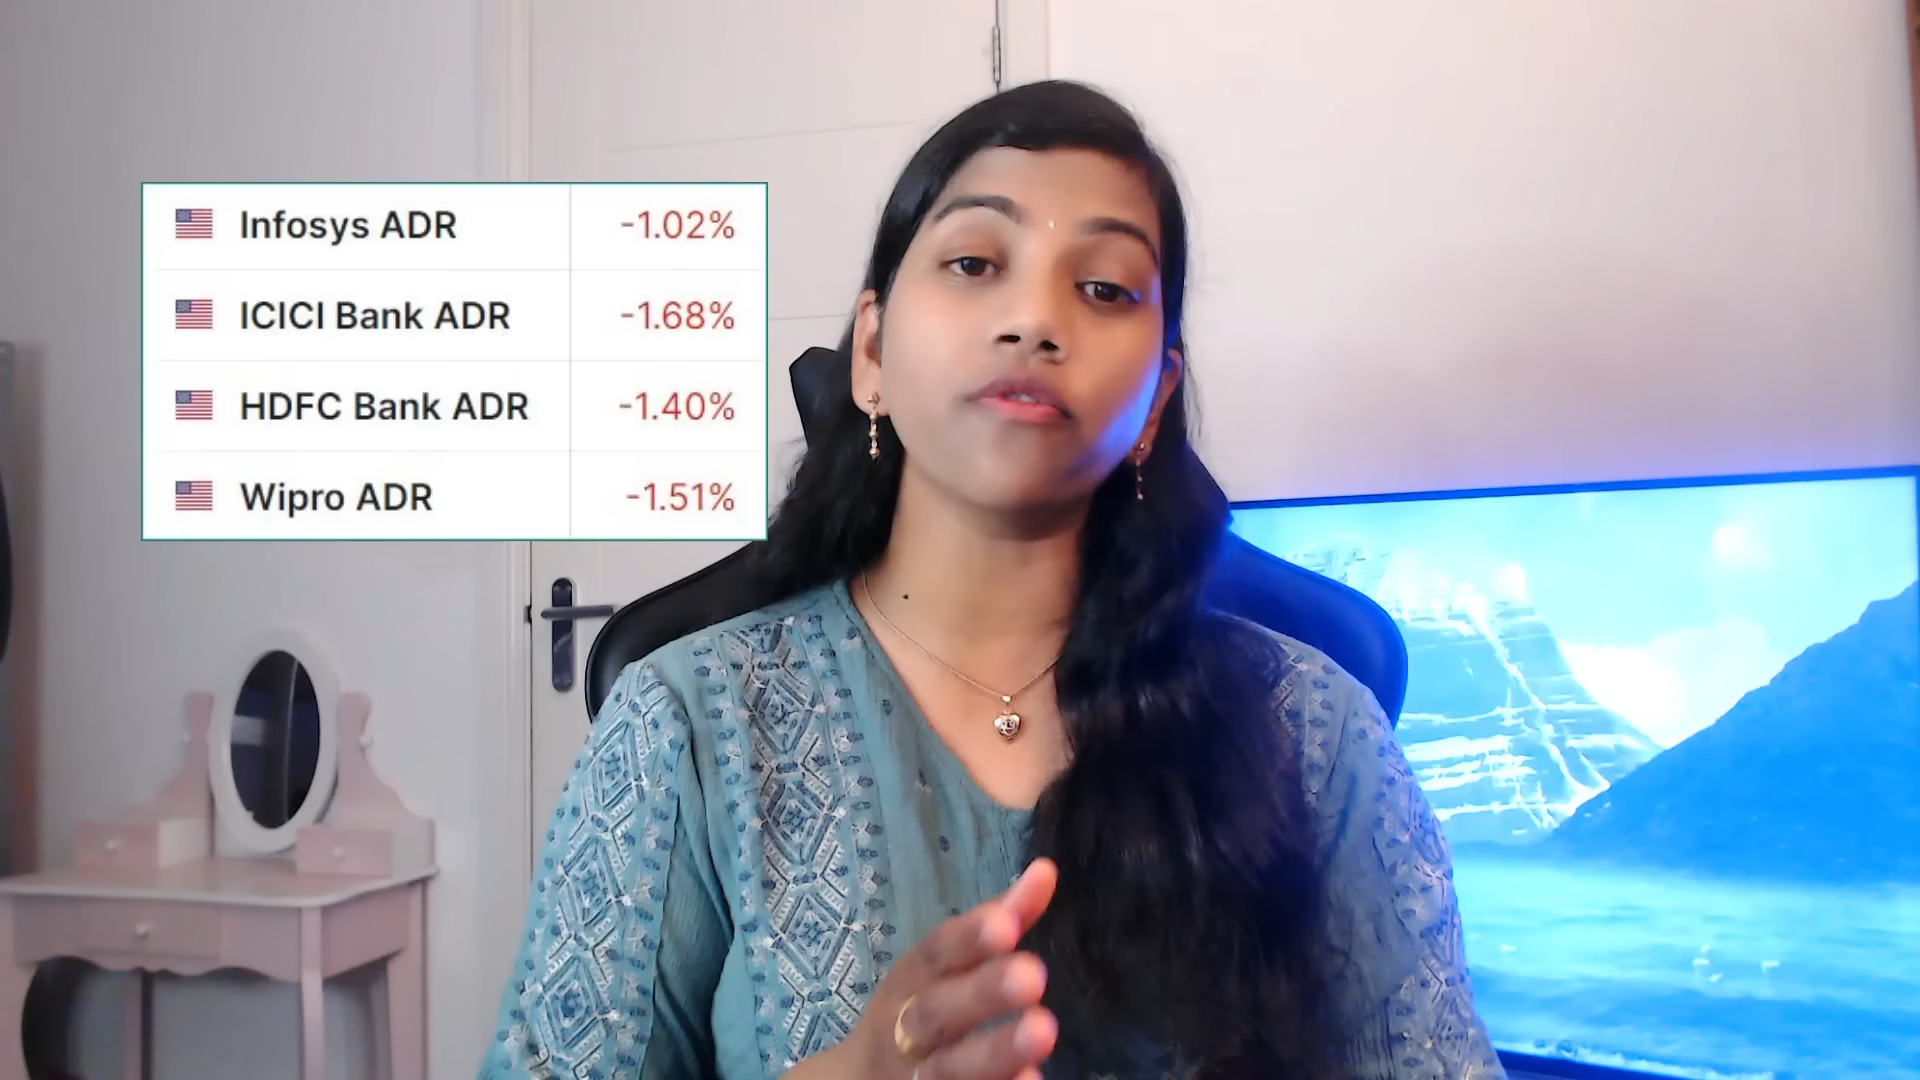 Infosys ADR -1.02%
ICICI Bank ADR -1.68%
HDFC Bank ADR -1.40%
Wipro ADR -1.51%